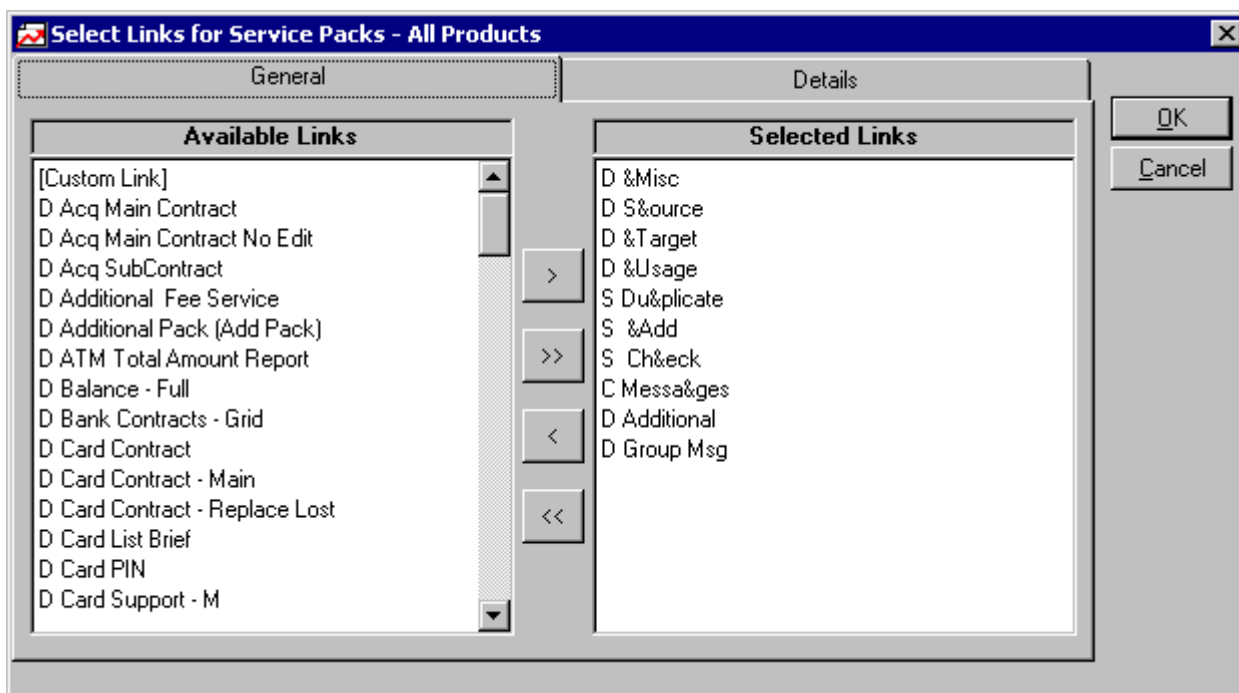 Select Links for Service Packs - All Products
General
Details
OK
Cancel
Available Links
[Custom Link]
D Acq Main Contract
D Acq Main Contract No Edit
D Acq SubContract
D Additional  Fee Service
D Additional Pack (Add Pack)
D ATM Total Amount Report
D Balance - Full
D Bank Contracts - Grid
D Card Contract
D Card Contract - Main
D Card Contract - Replace Lost
D Card List Brief
D Card PIN
D Card Support - M
>
>>
<
<<
Selected Links
D &Misc
D S&ource
D &Target
D &Usage
S Du&plicate
S  &Add
S  Ch&eck
C Messa&ges
D Additional
D Group Msg